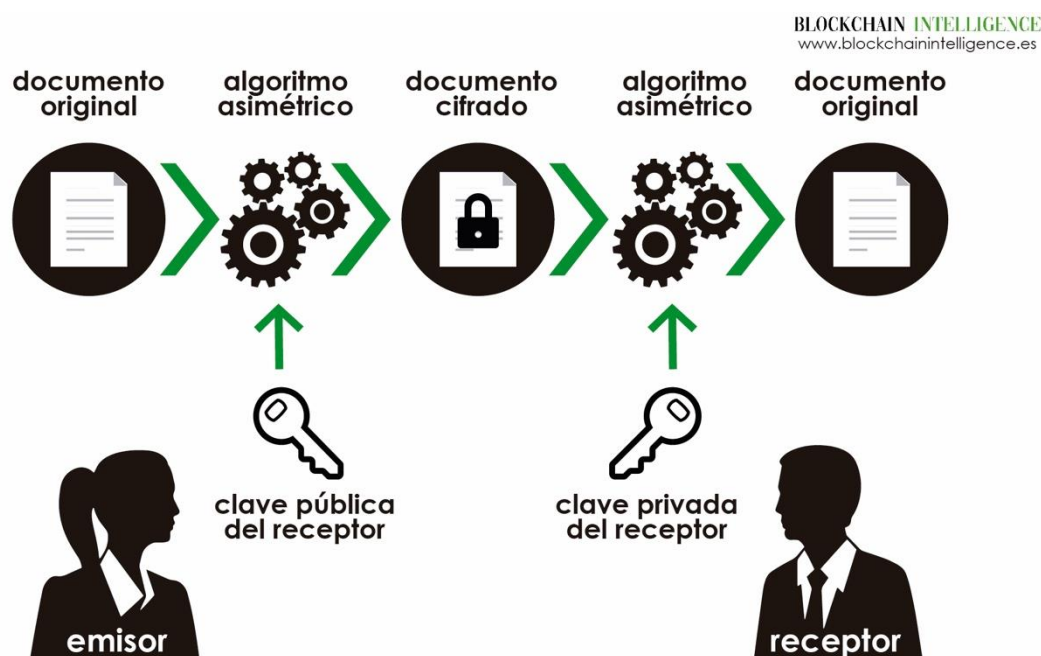 BLOCKCHAIN INTELLIGENCE
www.blockchainintelligence.es
documento
original
algoritmo
asimétrico
documento
cifrado
algoritmo
asimétrico
documento
original
clave pública
del receptor
clave privada
del receptor
emisor
receptor